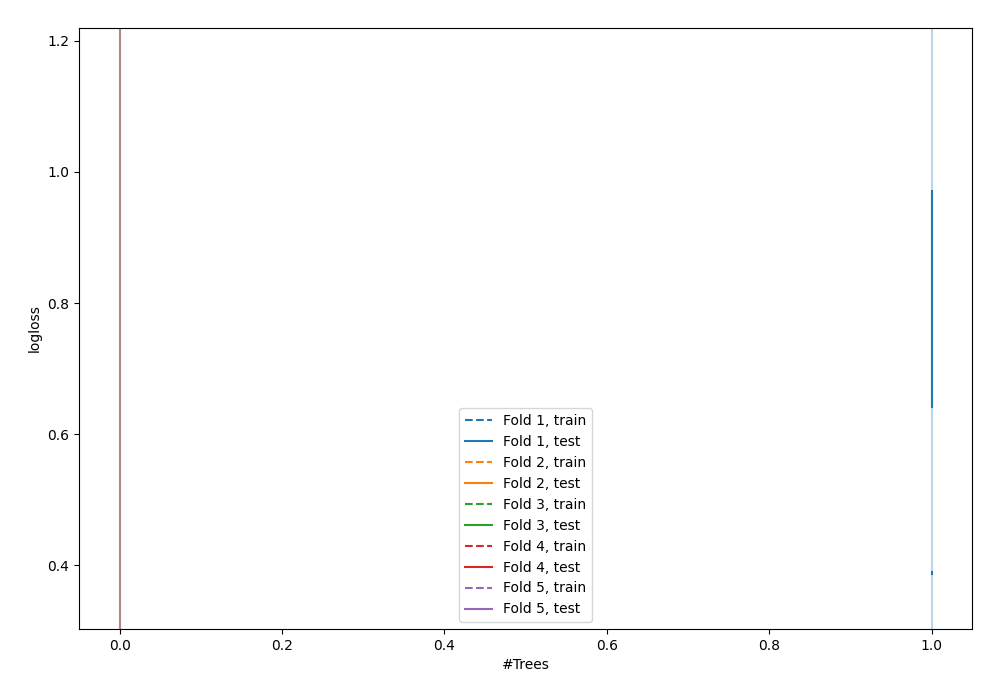 1.2
1.0
0.8
0.6
0.4
logloss
Fold 1, train
Fold 1, test
Fold 2, train
Fold 2, test
Fold 3, train
Fold 3, test
Fold 4, train
Fold 4, test
Fold 5, train
Fold 5, test
0.0 0.2 0.4 0.6 0.8 1.0
#Trees